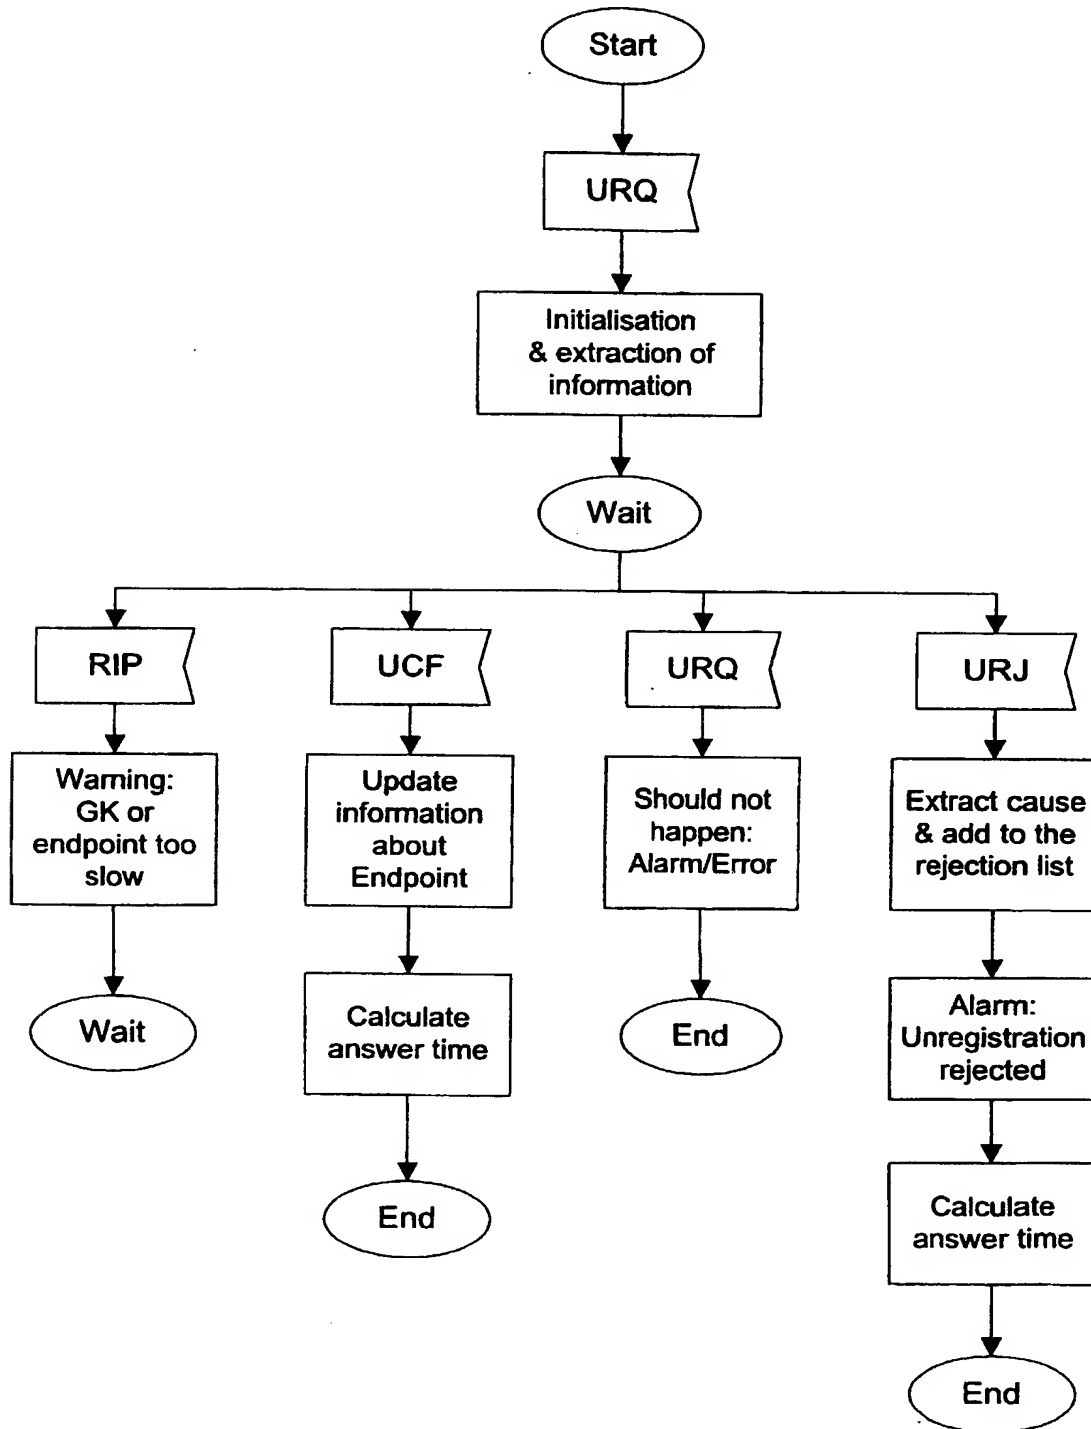 Start
URQ
Initialisation
& extraction of
information
Wait
RIP
UCF
URQ
URJ
Warning:
GK or
endpoint too
slow
Update
information
about
Endpoint
Should not
happen:
Alarm/Error
Extract cause
& add to the
rejection list
Wait
Calculate
answer time
End
Alarm:
Unregistration
rejected
End
Calculate
answer time
End